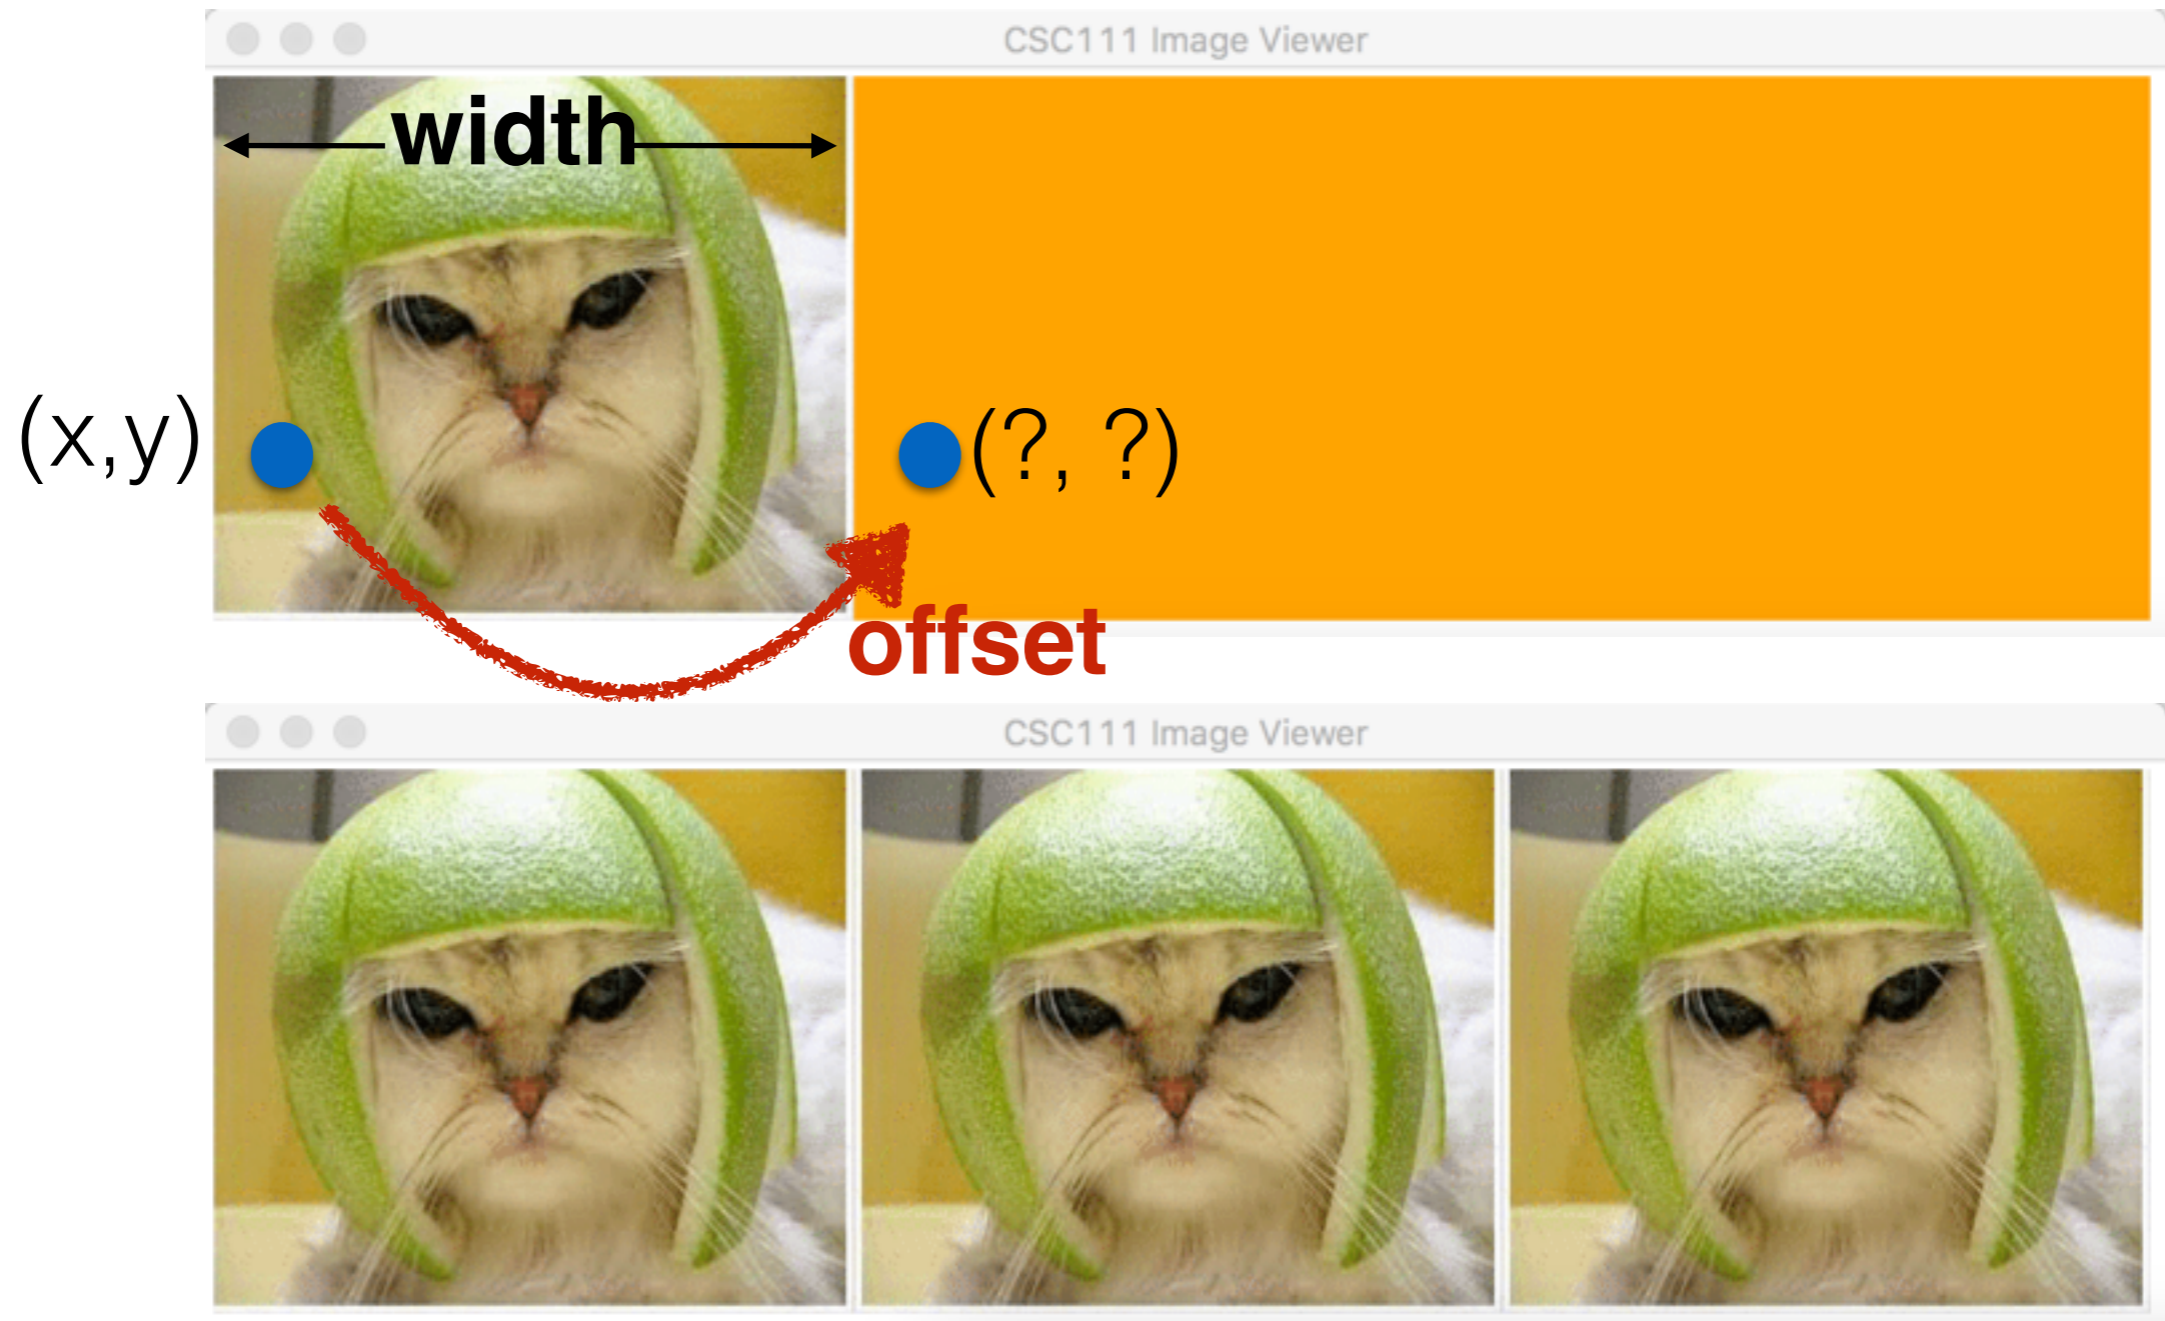 CSC111 Image Viewer
width
(x,y)
(?, ?)
offset
CSC111 Image Viewer